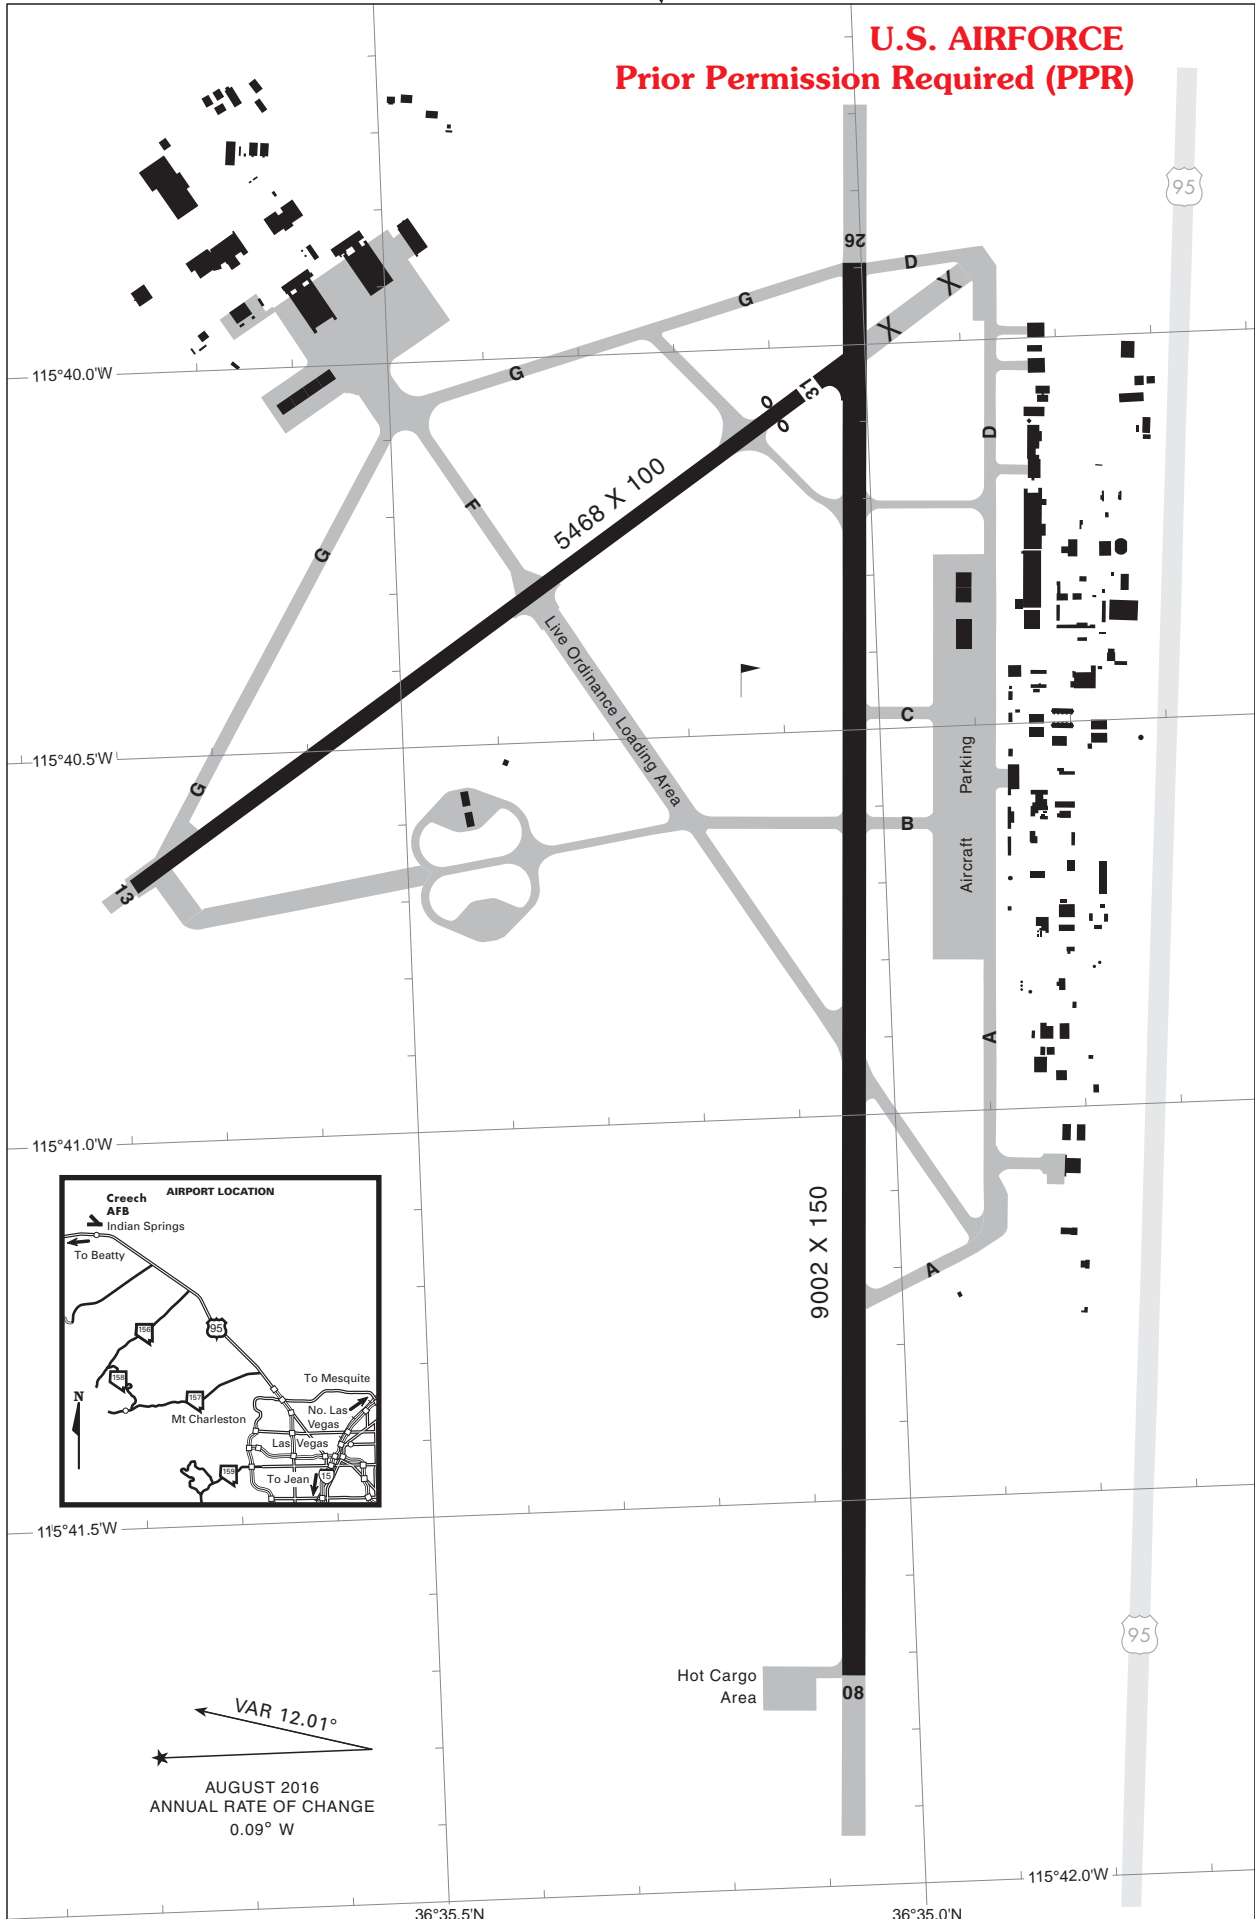 U.S. AIRFORCE
Prior Permission Required (PPR)
95
26
D
G
X
X
115°40.0'W
G
31
D
5468 X 100
F
G
Live Ordinance Loading Area
C
115°40.5'W
Parking
G
B
Aircraft
13
A
115°41.0'W
AIRPORT LOCATION
Creech
AFB
Indian Springs
To Beatty
156
95
158
To Mesquite
157
N
No. Las
Vegas
Mt Charleston
Las Vegas
159
To Jean
15
9002 X 150
A
115°41.5'W
95
Hot Cargo
Area
08
VAR 12.01°
AUGUST 2016
ANNUAL RATE OF CHANGE
0.09° W
115°42.0'W
36°35.5'N
36°35.0'N